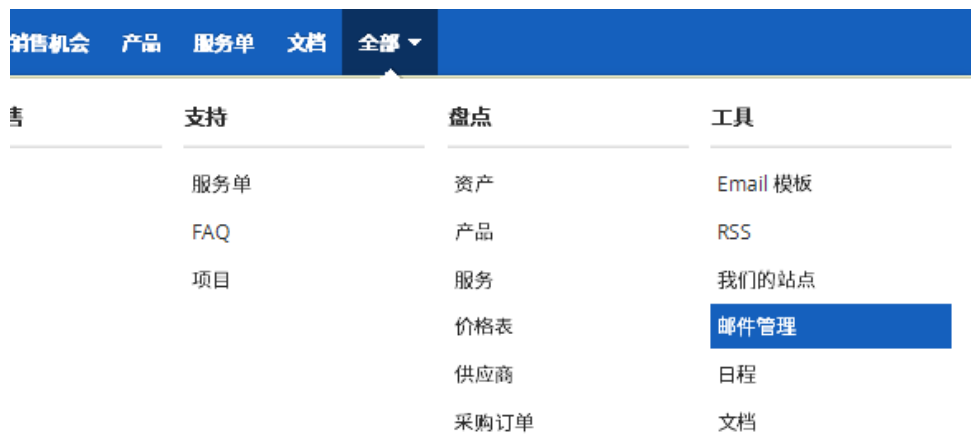 销售机会 产品 服务单 文档 全部
售 支持 盘点 工具
服务单 资产 Email 模板
FAQ 产品 RSS
项目 服务 我们的站点
价格表 邮件管理
供应商 日程
采购订单 文档